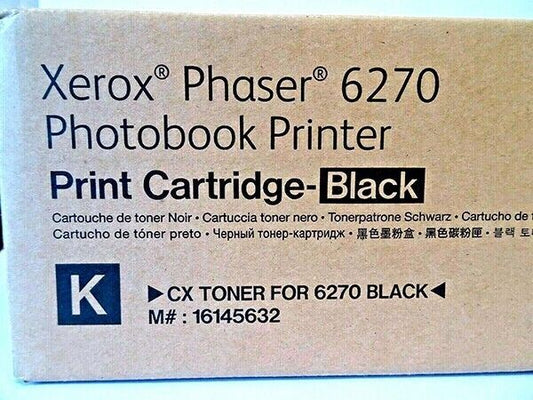 Xerox® Phaser® 6270
Photobook Printer
Print Cartridge-Black
Cartouche de toner Noir • Cartuccia toner nero • Tonerpatrone Schwarz • Cartucho de
Cartucho de tóner preto • Черный тонер-картридж • 黑色墨粉盒 • 黑色碳粉匣 • 블랙
K
▶CX TONER FOR 6270 BLACK◀
M# : 16145632